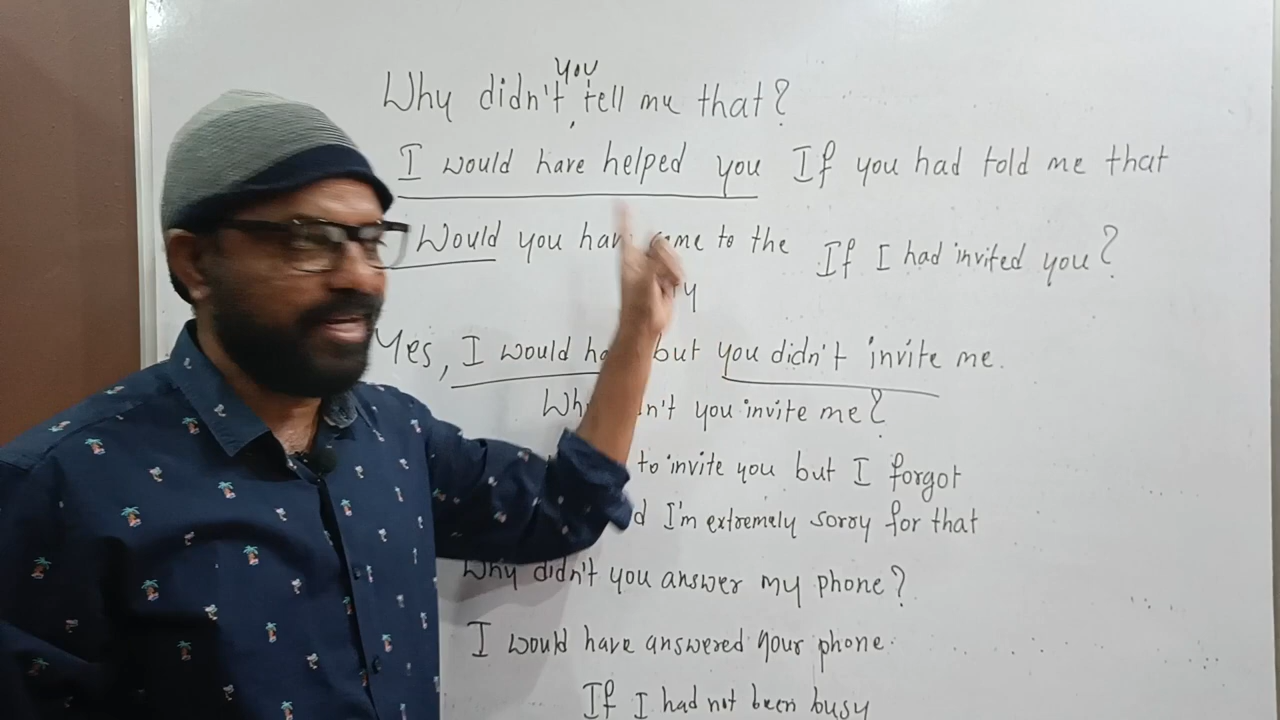 Why didn't you tell me that?
I would have helped you If you had told me that
Would you have come to the If I had invited you?
Yes, I would but you didn't invite me.
you invite me?
to invite you but I forgot
I'm extremely sorry for that
Why didn't you answer my phone?
I would have answered your phone.
If I had not been busy